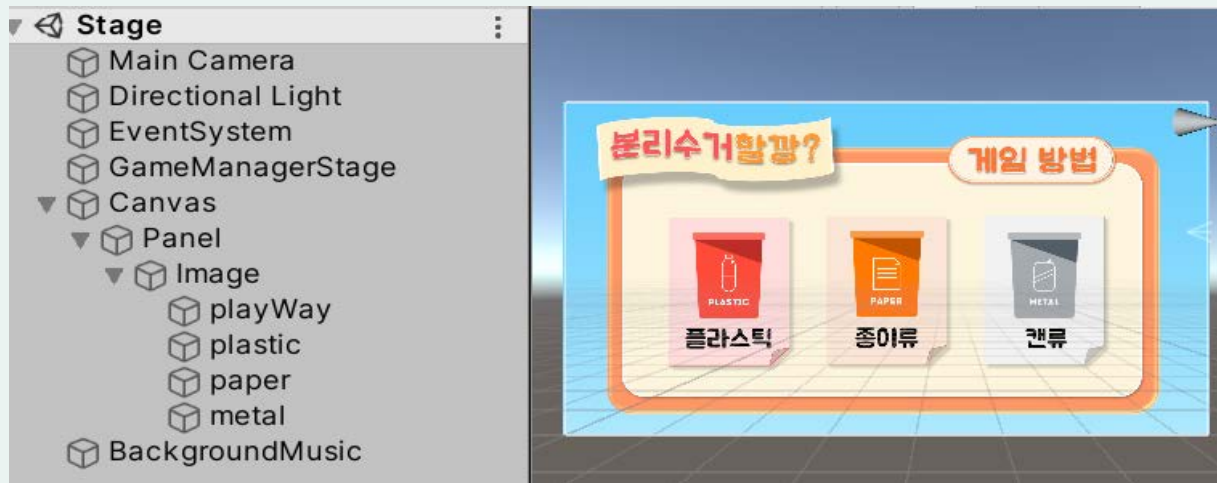 Stage
Main Camera
Directional Light
EventSystem
GameManagerStage
Canvas
Panel
Image
playWay
plastic
paper
metal
BackgroundMusic
분리수거할깡?
게임 방법
PLASTIC
플라스틱
PAPER
종이류
METAL
캔류